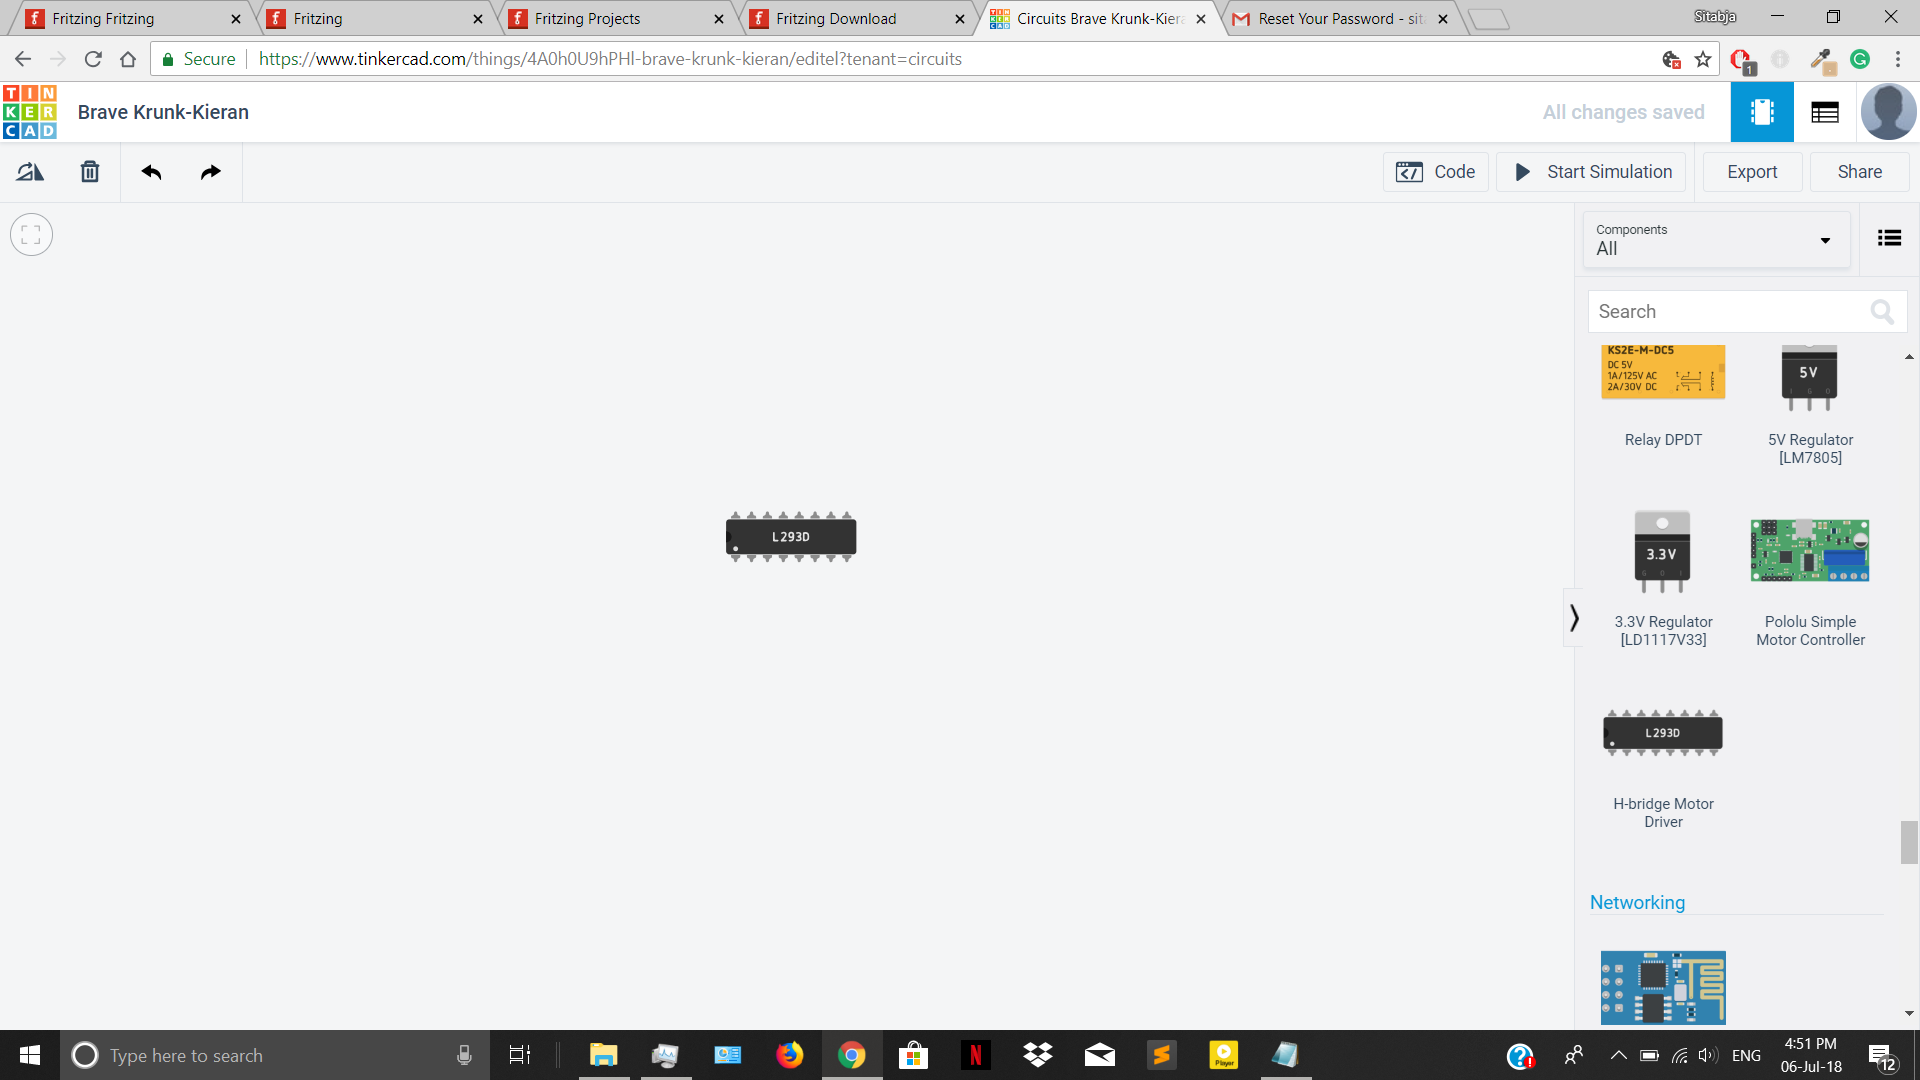 Fritzing Fritzing
Fritzing
Fritzing Projects
Fritzing Download
Circuits Brave Krunk-Kiera
Reset Your Password - sit
Sitabja
Secure
https://www.tinkercad.com/things/4A0h0U9hPHl-brave-krunk-kieran/editel?tenant=circuits
1
TIN
KER
CAD
Brave Krunk-Kieran
All changes saved
Code
Start Simulation
Export
Share
Components
All
Search
KS2E-M-DC5
DC 5V
1A/125V AC
2A/30V DC
5V
Relay DPDT
5V Regulator
[LM7805]
L293D
3.3V
3.3V Regulator
[LD1117V33]
Pololu Simple
Motor Controller
L293D
H-bridge Motor
Driver
Networking
Type here to search
Player
ENG
4:51 PM
06-Jul-18
12